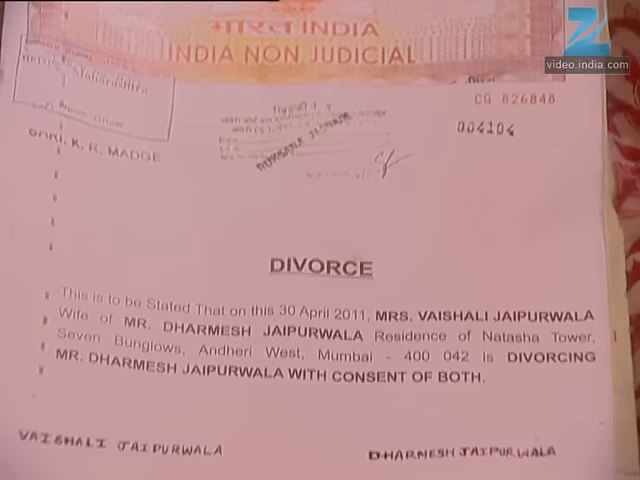 भारत INDIA
INDIA NON JUDICIAL
Z
video.india.com
Maharashtra
CG 826848
004104
K. R. MADGE
DIVORCE
This is to be Stated That on this 30 April 2011, MRS. VAISHALI JAIPURWALA
Wife of MR. DHARMESH JAIPURWALA Residence of Natasha Tower,
Seven Bunglows, Andheri West, Mumbai - 400 042 is DIVORCING
MR. DHARMESH JAIPURWALA WITH CONSENT OF BOTH.
VAISHALI JAIPURWALA
DHARMESH JAIPURWALA